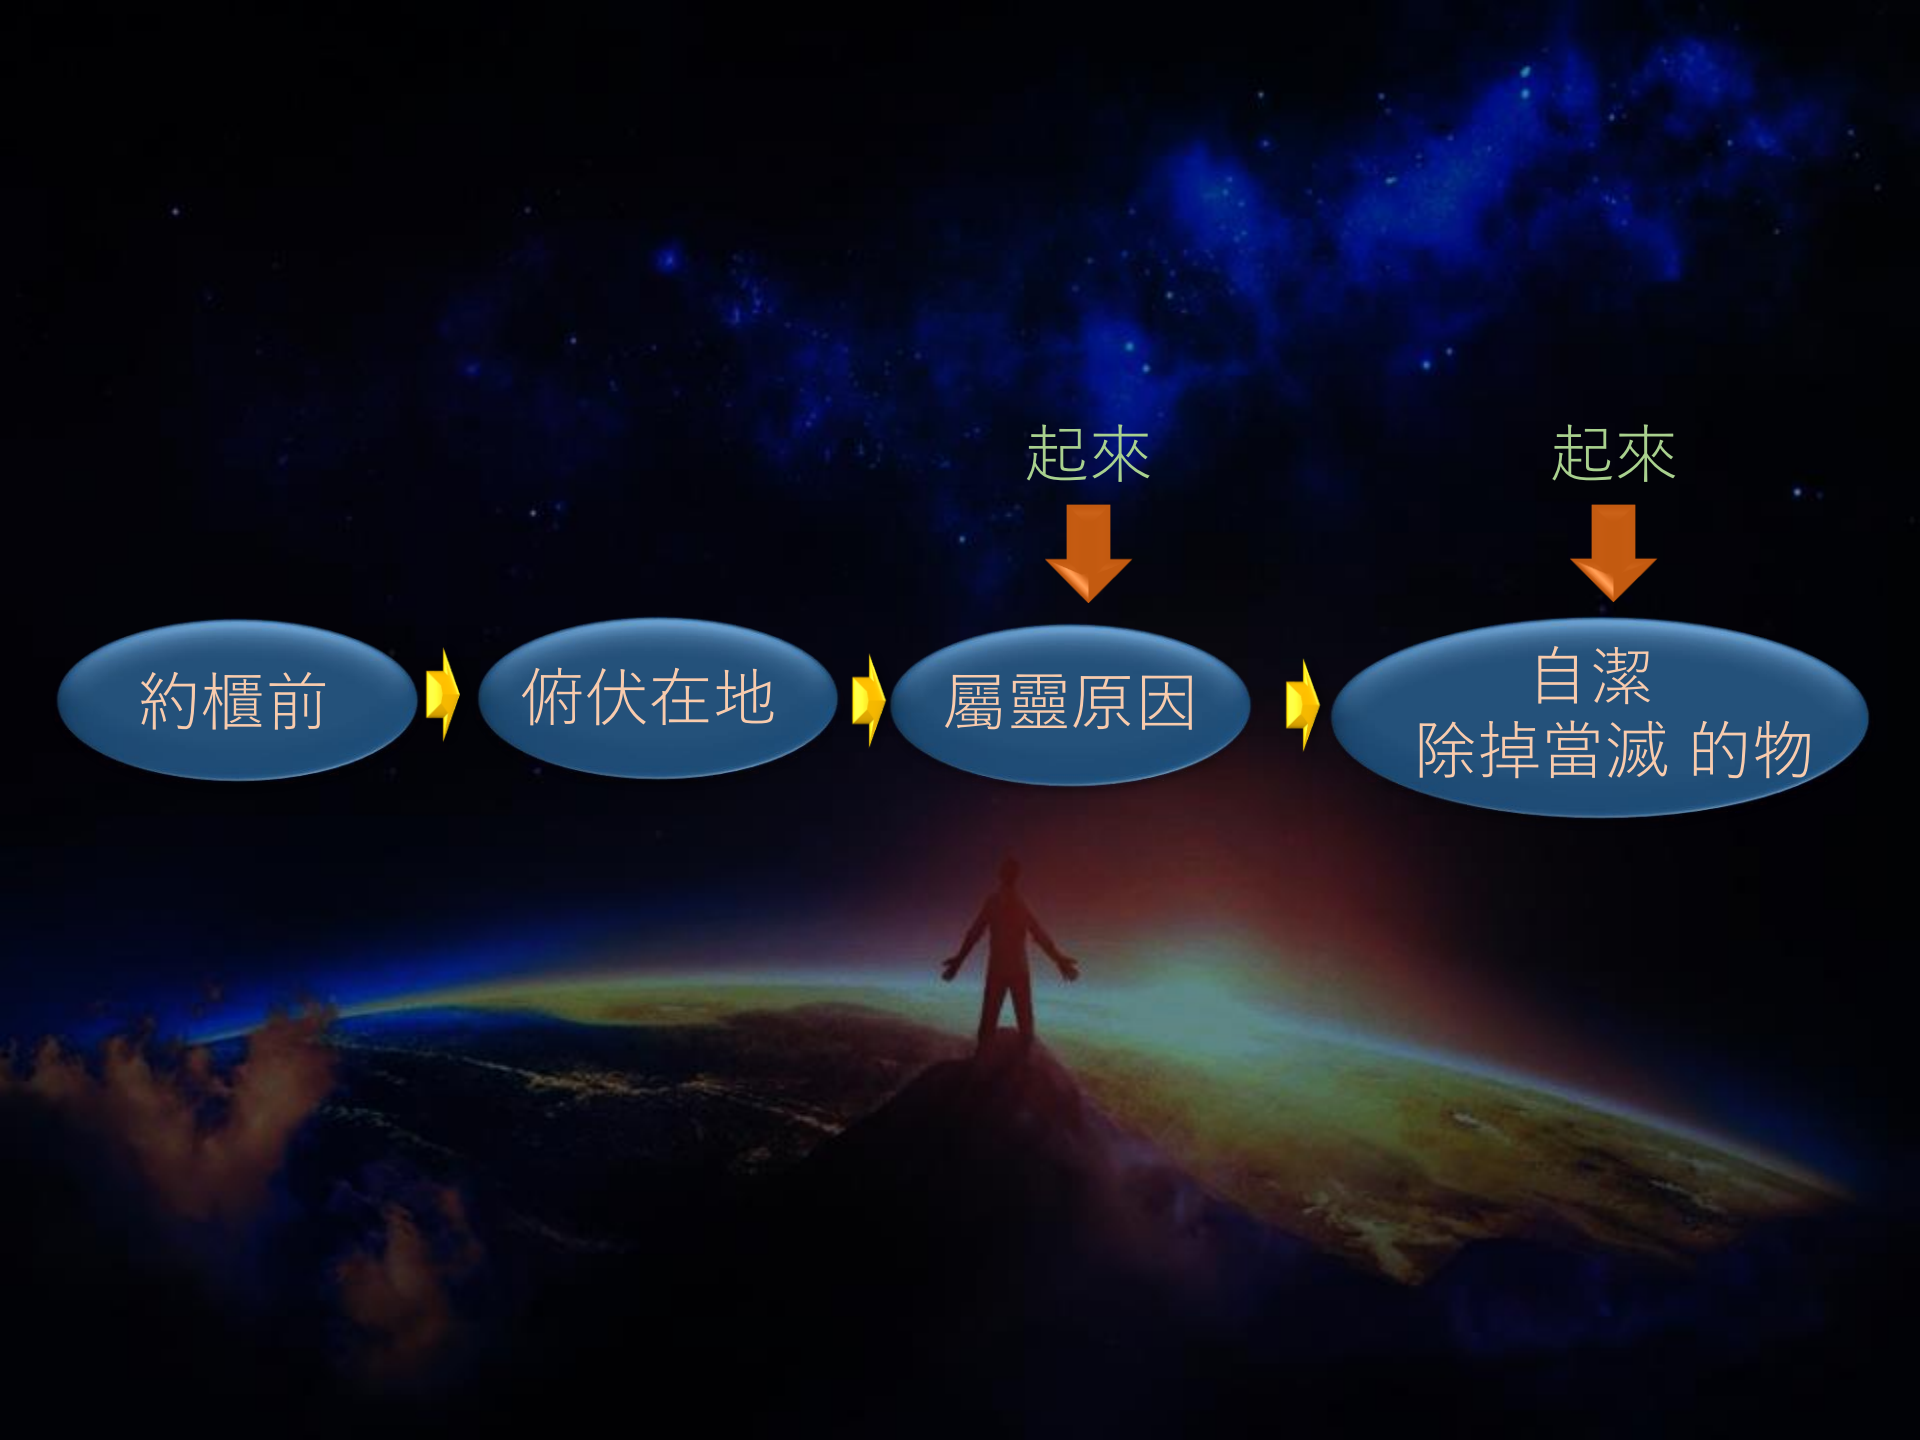 起來
起來
約櫃前
俯伏在地
屬靈原因
自潔
除掉當滅 的物